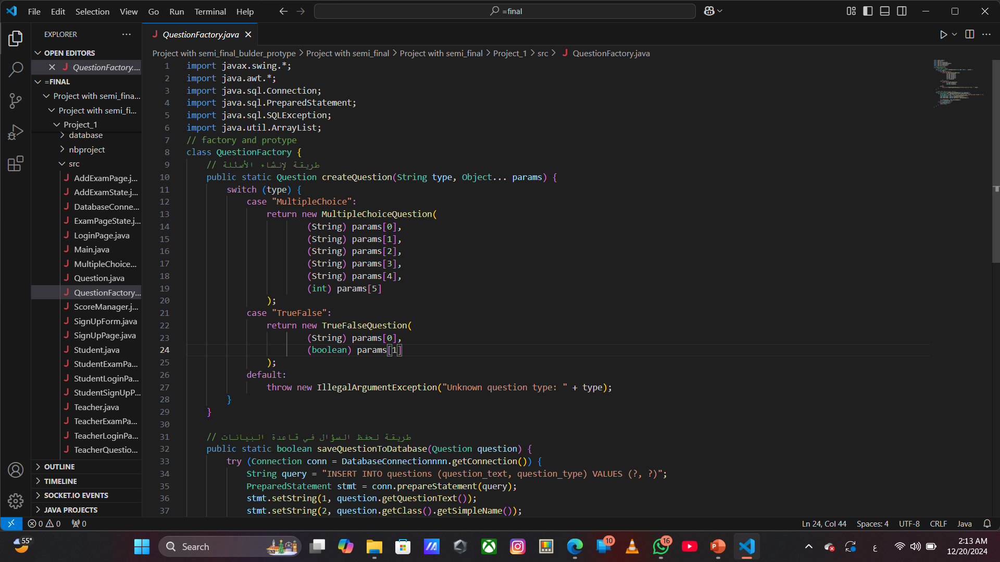 File Edit Selection View Go Run Terminal Help
=final
EXPLORER
OPEN EDITORS
QuestionFactory....
=FINAL
Project with semi_fina...
Project with semi_fi...
Project_1
database
nbproject
src
AddExamPage.j...
AddExamState.j...
DatabaseConne...
ExamPageState.j...
LoginPage.java
Main.java
MultipleChoice...
Question.java
QuestionFactory...
ScoreManager.j...
SignUpForm.java
SignUpPage.java
Student.java
StudentExamPa...
StudentLoginPa...
StudentSignUpP...
Teacher.java
TeacherExamPa...
TeacherLoginPa...
TeacherQuestio...
OUTLINE
TIMELINE
SOCKET.IO EVENTS
JAVA PROJECTS
QuestionFactory.java
Project with semi_final_bulder_protype > Project with semi_final > Project with semi_final > Project_1 > src > QuestionFactory.java
1 import javax.swing.*;
2 import java.awt.*;
3 import java.sql.Connection;
4 import java.sql.PreparedStatement;
5 import java.sql.SQLException;
6 import java.util.ArrayList;
7 // factory and protype
8 class QuestionFactory {
9 // طريقة لإنشاء الأسئلة
10 public static Question createQuestion(String type, Object... params) {
11 switch (type) {
12 case "MultipleChoice":
13 return new MultipleChoiceQuestion(
14 (String) params[0],
15 (String) params[1],
16 (String) params[2],
17 (String) params[3],
18 (String) params[4],
19 (int) params[5]
20 );
21 case "TrueFalse":
22 return new TrueFalseQuestion(
23 (String) params[0],
24 (boolean) params[1]
25 );
26 default:
27 throw new IllegalArgumentException("Unknown question type: " + type);
28 }
29 }
30
31 // طريقة لحفظ السؤال في قاعدة البيانات
32 public static boolean saveQuestionToDatabase(Question question) {
33 try (Connection conn = DatabaseConnectionnnn.getConnection()) {
34 String query = "INSERT INTO questions (question_text, question_type) VALUES (?, ?)";
35 PreparedStatement stmt = conn.prepareStatement(query);
36 stmt.setString(1, question.getQuestionText());
37 stmt.setString(2, question.getClass().getSimpleName());
0 0 0
Ln 24, Col 44 Spaces: 4 UTF-8 CRLF Java
55°
Search
10
16
ع
2:13 AM
12/20/2024